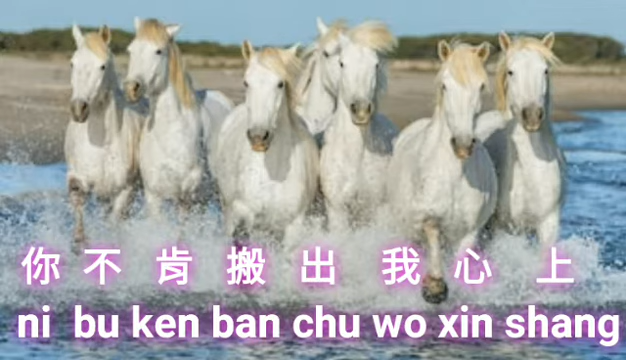 你 不 肯 搬 出 我 心 上
ni bu ken ban chu wo xin shang